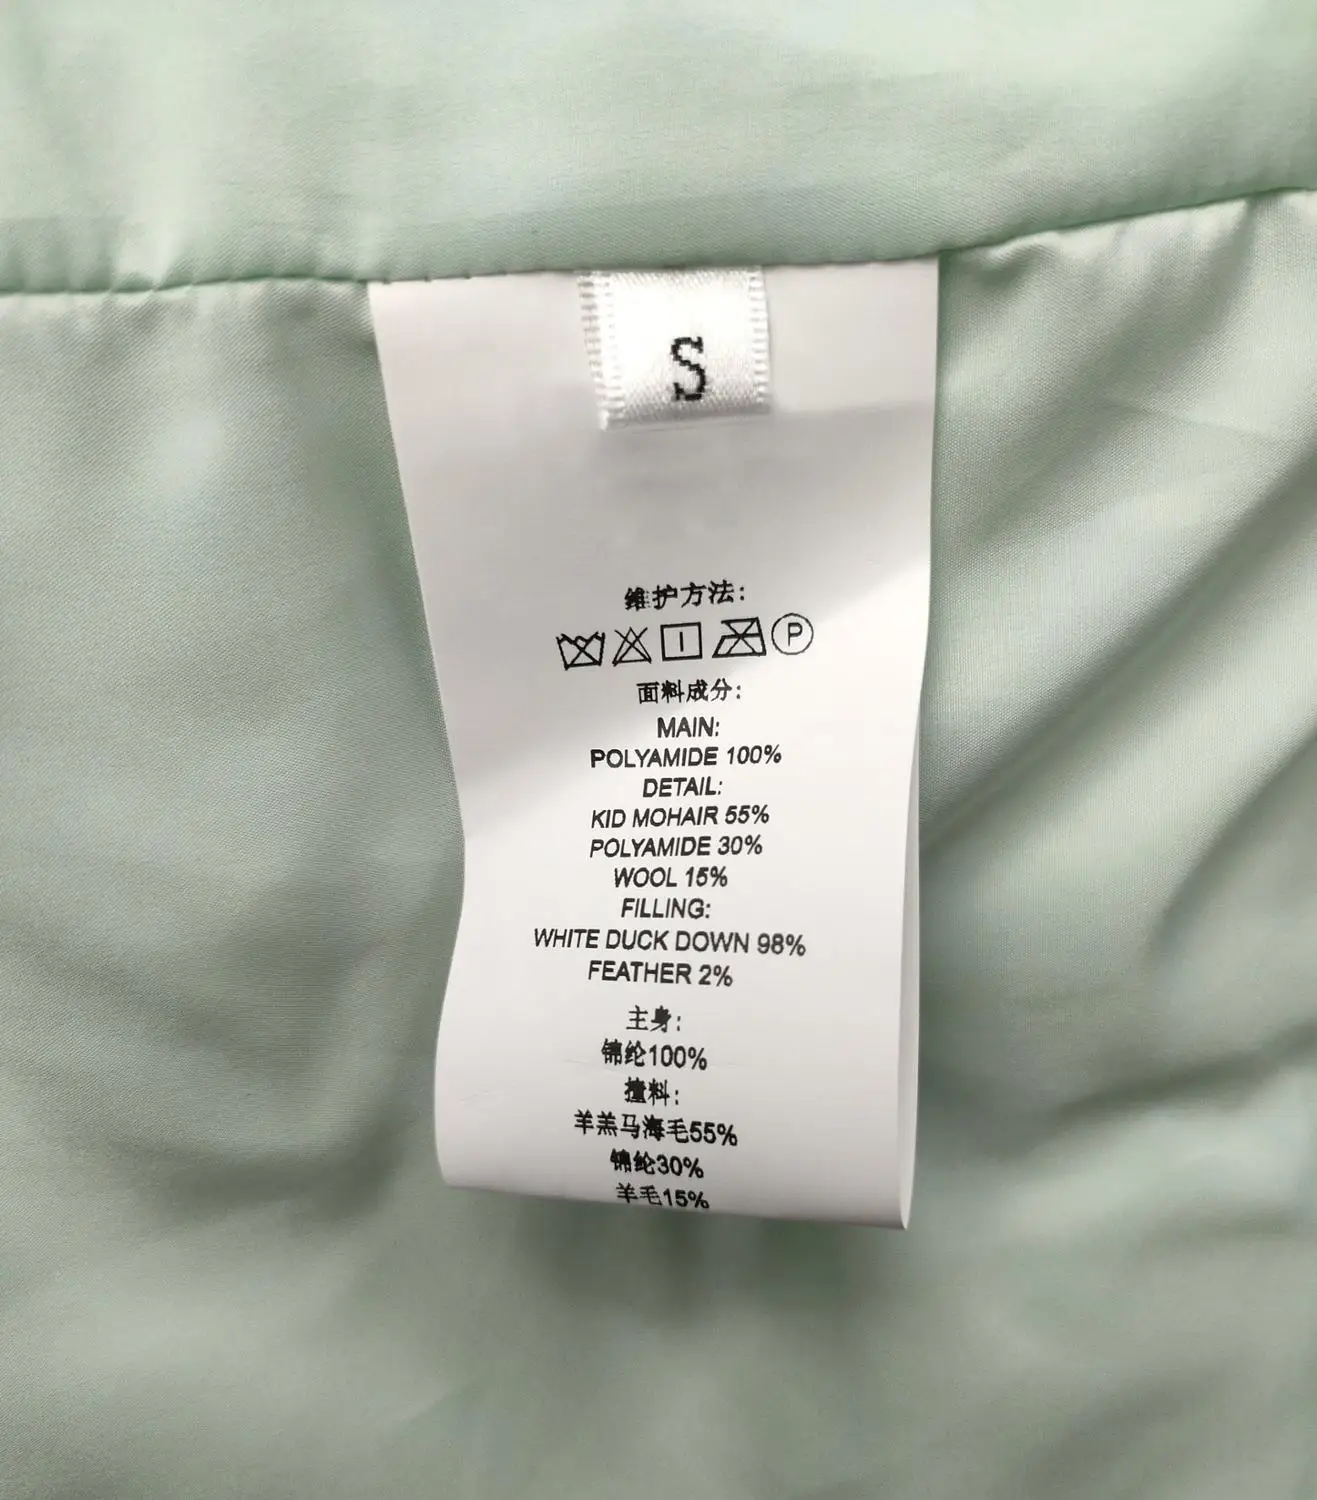 S
维护方法:
P
面料成分:
MAIN:
POLYAMIDE 100%
DETAIL:
KID MOHAIR 55%
POLYAMIDE 30%
WOOL 15%
FILLING:
WHITE DUCK DOWN 98%
FEATHER 2%
主身:
锦纶100%
撞料:
羊羔马海毛55%
锦纶30%
羊毛15%